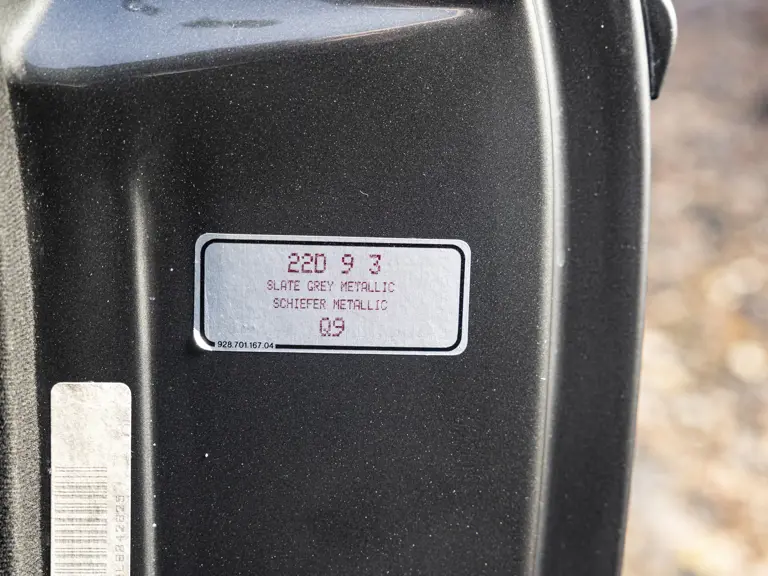 22D 9 3
SLATE GREY METALLIC
SCHIEFER METALLIC
Q9
928.701.167.04